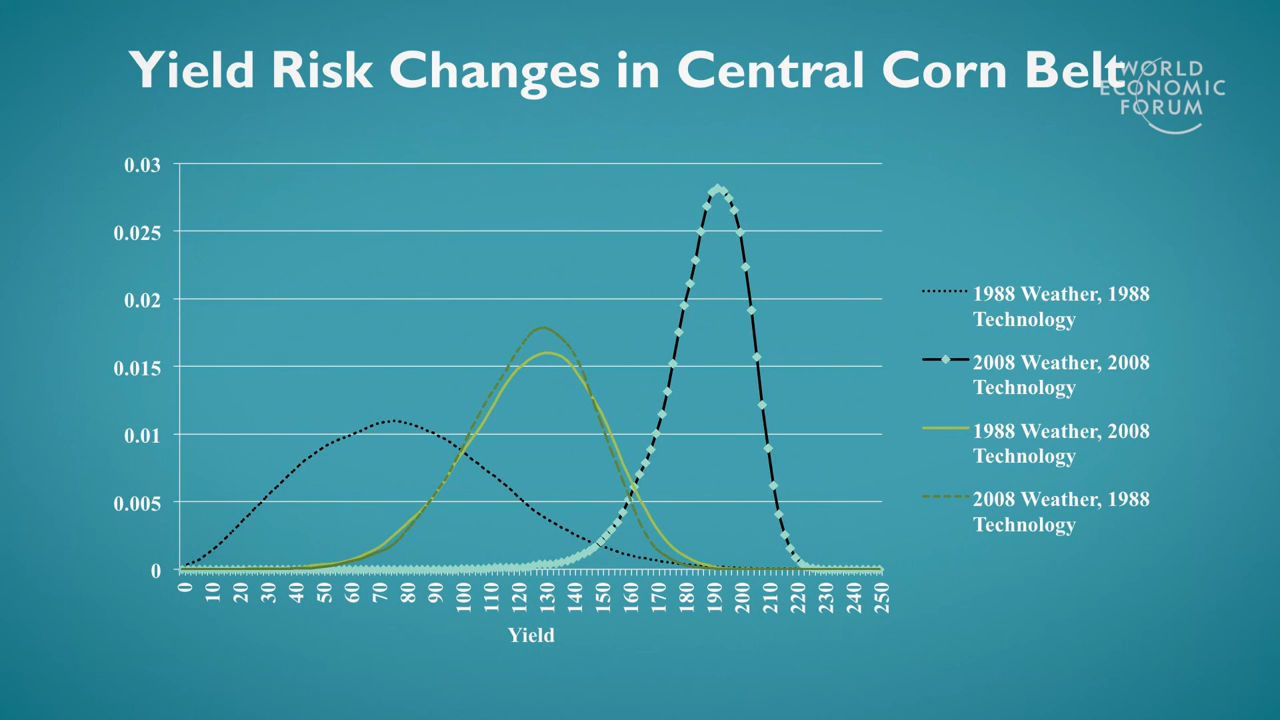 Yield Risk Changes in Central Corn Belt
WORLD
ECONOMIC
FORUM
0.03
0.025
0.02
0.015
0.01
0.005
0
0 10 20 30 40 50 60 70 80 90 100 110 120 130 140 150 160 170 180 190 200 210 220 230 240 250
Yield
1988 Weather, 1988
Technology
2008 Weather, 2008
Technology
1988 Weather, 2008
Technology
2008 Weather, 1988
Technology